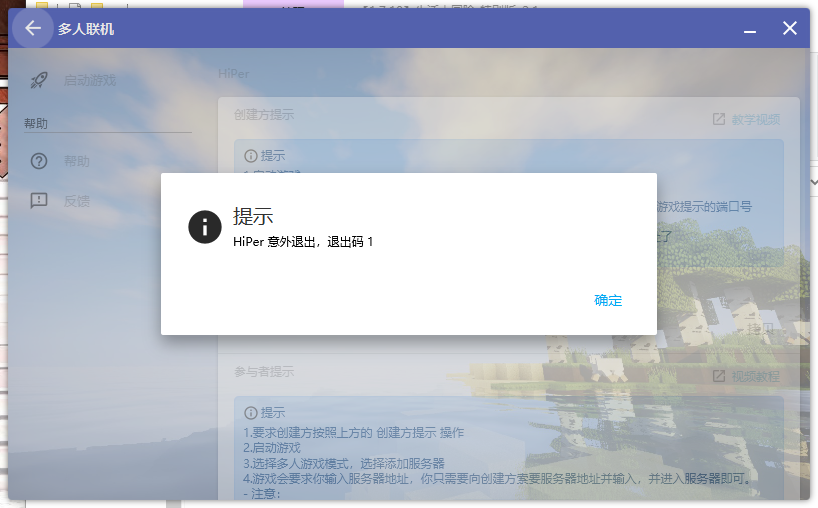 多人联机
启动游戏
HiPer
帮助
创建方提示
教学视频
帮助
提示
反馈
游戏提示的端口号
提示
HiPer 意外退出，退出码 1
确定
拷贝
参与者提示
视频教程
提示
1.要求创建方按照上方的 创建方提示 操作
2.启动游戏
3.选择多人游戏模式，选择添加服务器
4.游戏会要求你输入服务器地址，你只需要向创建方索要服务器地址并输入，并进入服务器即可。
- 注意：